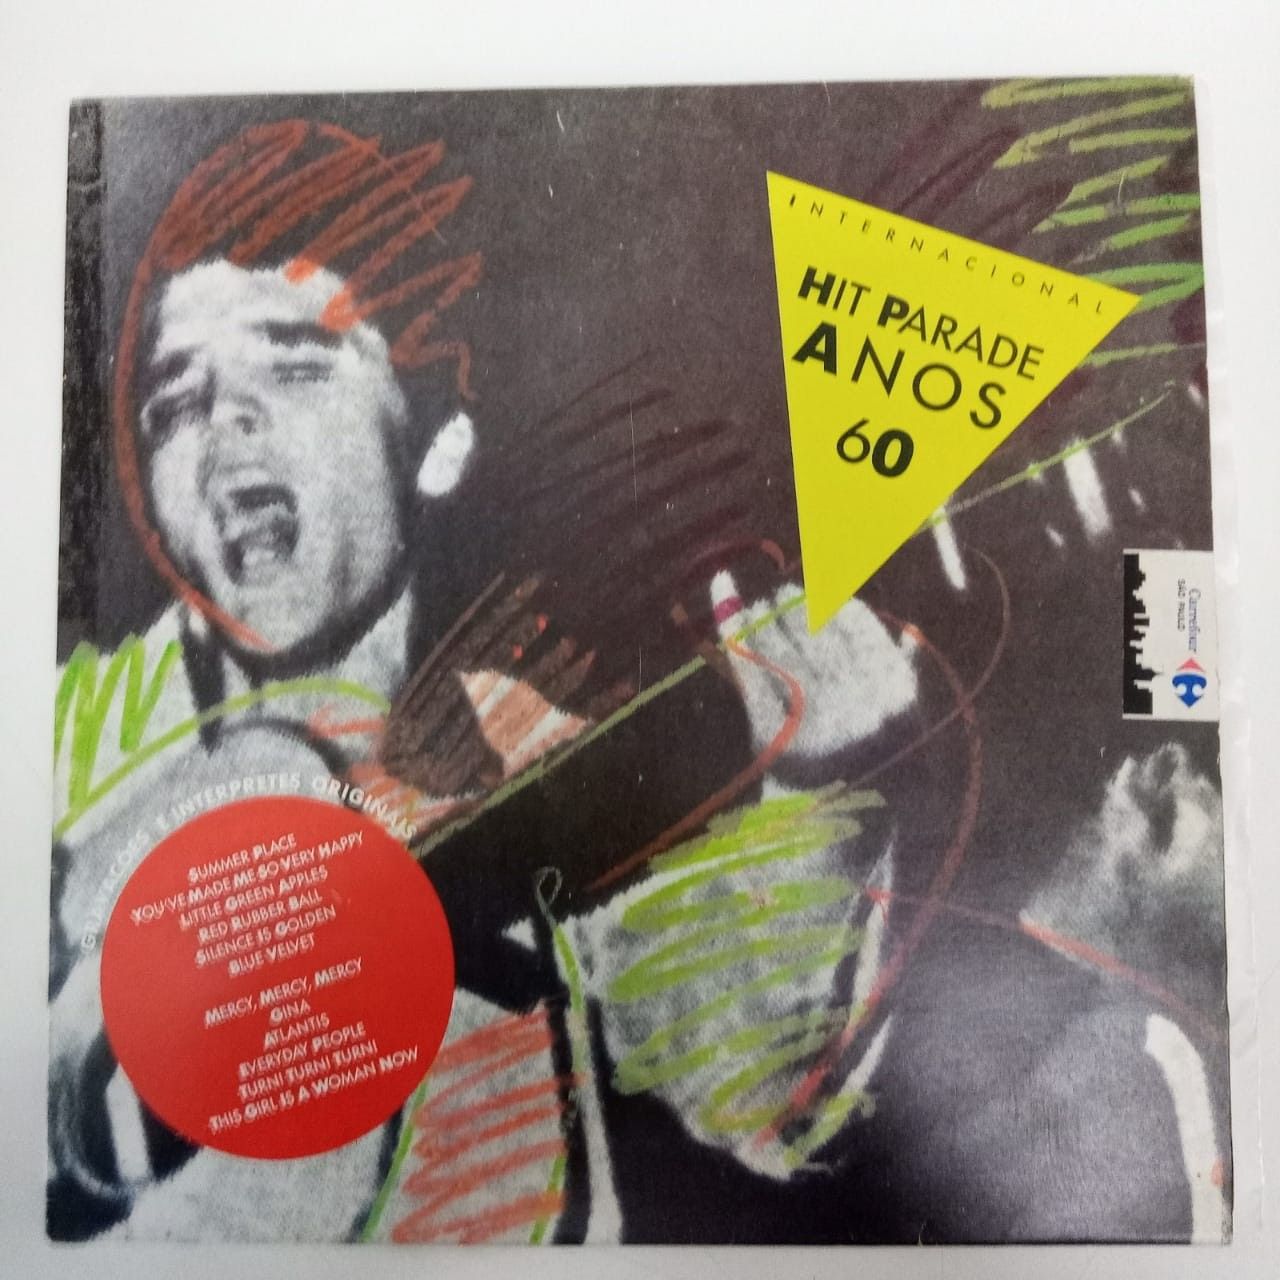 INTERNACIONAL
HIT PARADE
ANOS
60
Carrefour
SÃO PAULO
GRAVAÇÕES E INTERPRETES ORIGINAIS
SUMMER PLACE
YOU'VE MADE ME SO VERY HAPPY
LITTLE GREEN APPLES
RED RUBBER BALL
SILENCE IS GOLDEN
BLUE VELVET
MERCY, MERCY, MERCY
GINA
ATLANTIS
EVERYDAY PEOPLE
TURN! TURN! TURN!
THIS GIRL IS A WOMAN NOW